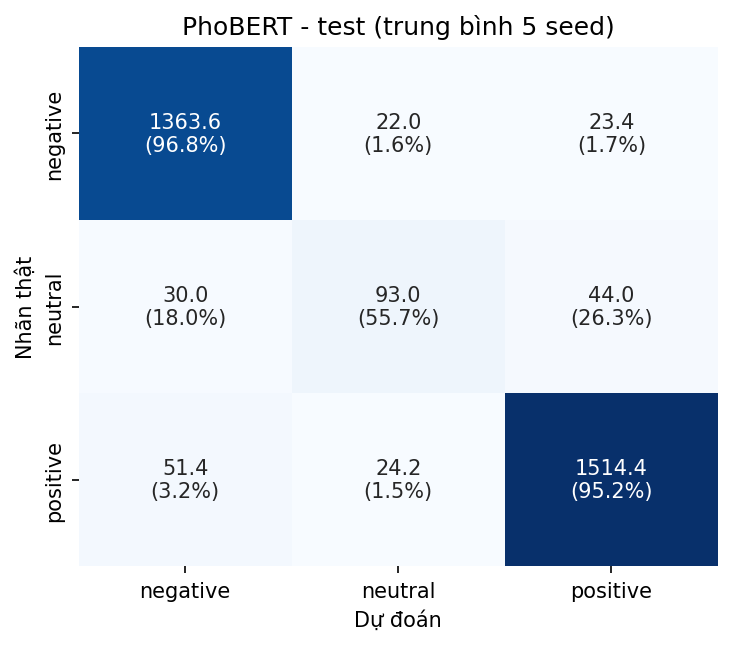 PhoBERT - test (trung bình 5 seed)
Nhãn thật
negative
1363.6
(96.8%)
22.0
(1.6%)
23.4
(1.7%)
neutral
30.0
(18.0%)
93.0
(55.7%)
44.0
(26.3%)
positive
51.4
(3.2%)
24.2
(1.5%)
1514.4
(95.2%)
negative
neutral
positive
Dự đoán